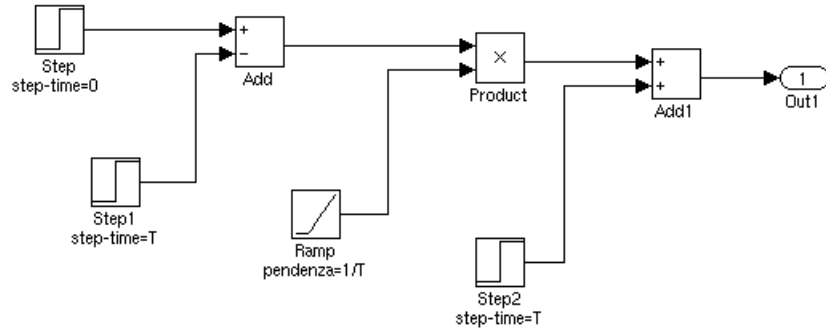 +
−
Step
step-time=0
Add
×
Product
+
+
Add1
1
Out1
Step1
step-time=T
Ramp
pendenza=1/T
Step2
step-time=T